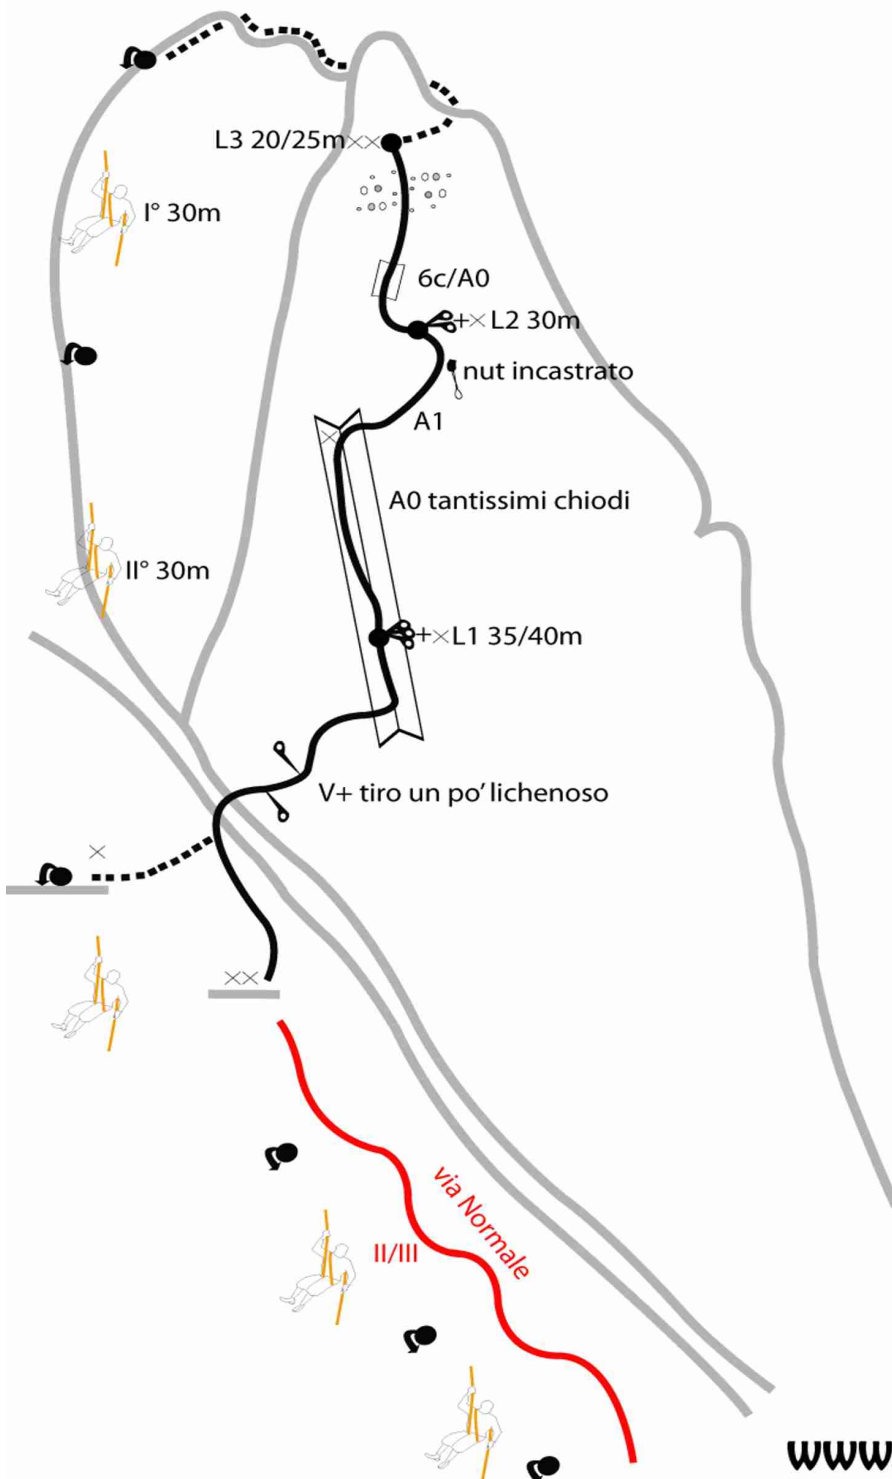 L3 20/25m
I° 30m
6c/A0
+× L2 30m
nut incastrato
A1
A0 tantissimi chiodi
II° 30m
+×L1 35/40m
V+ tiro un po' lichenoso
via Normale
II/III
www